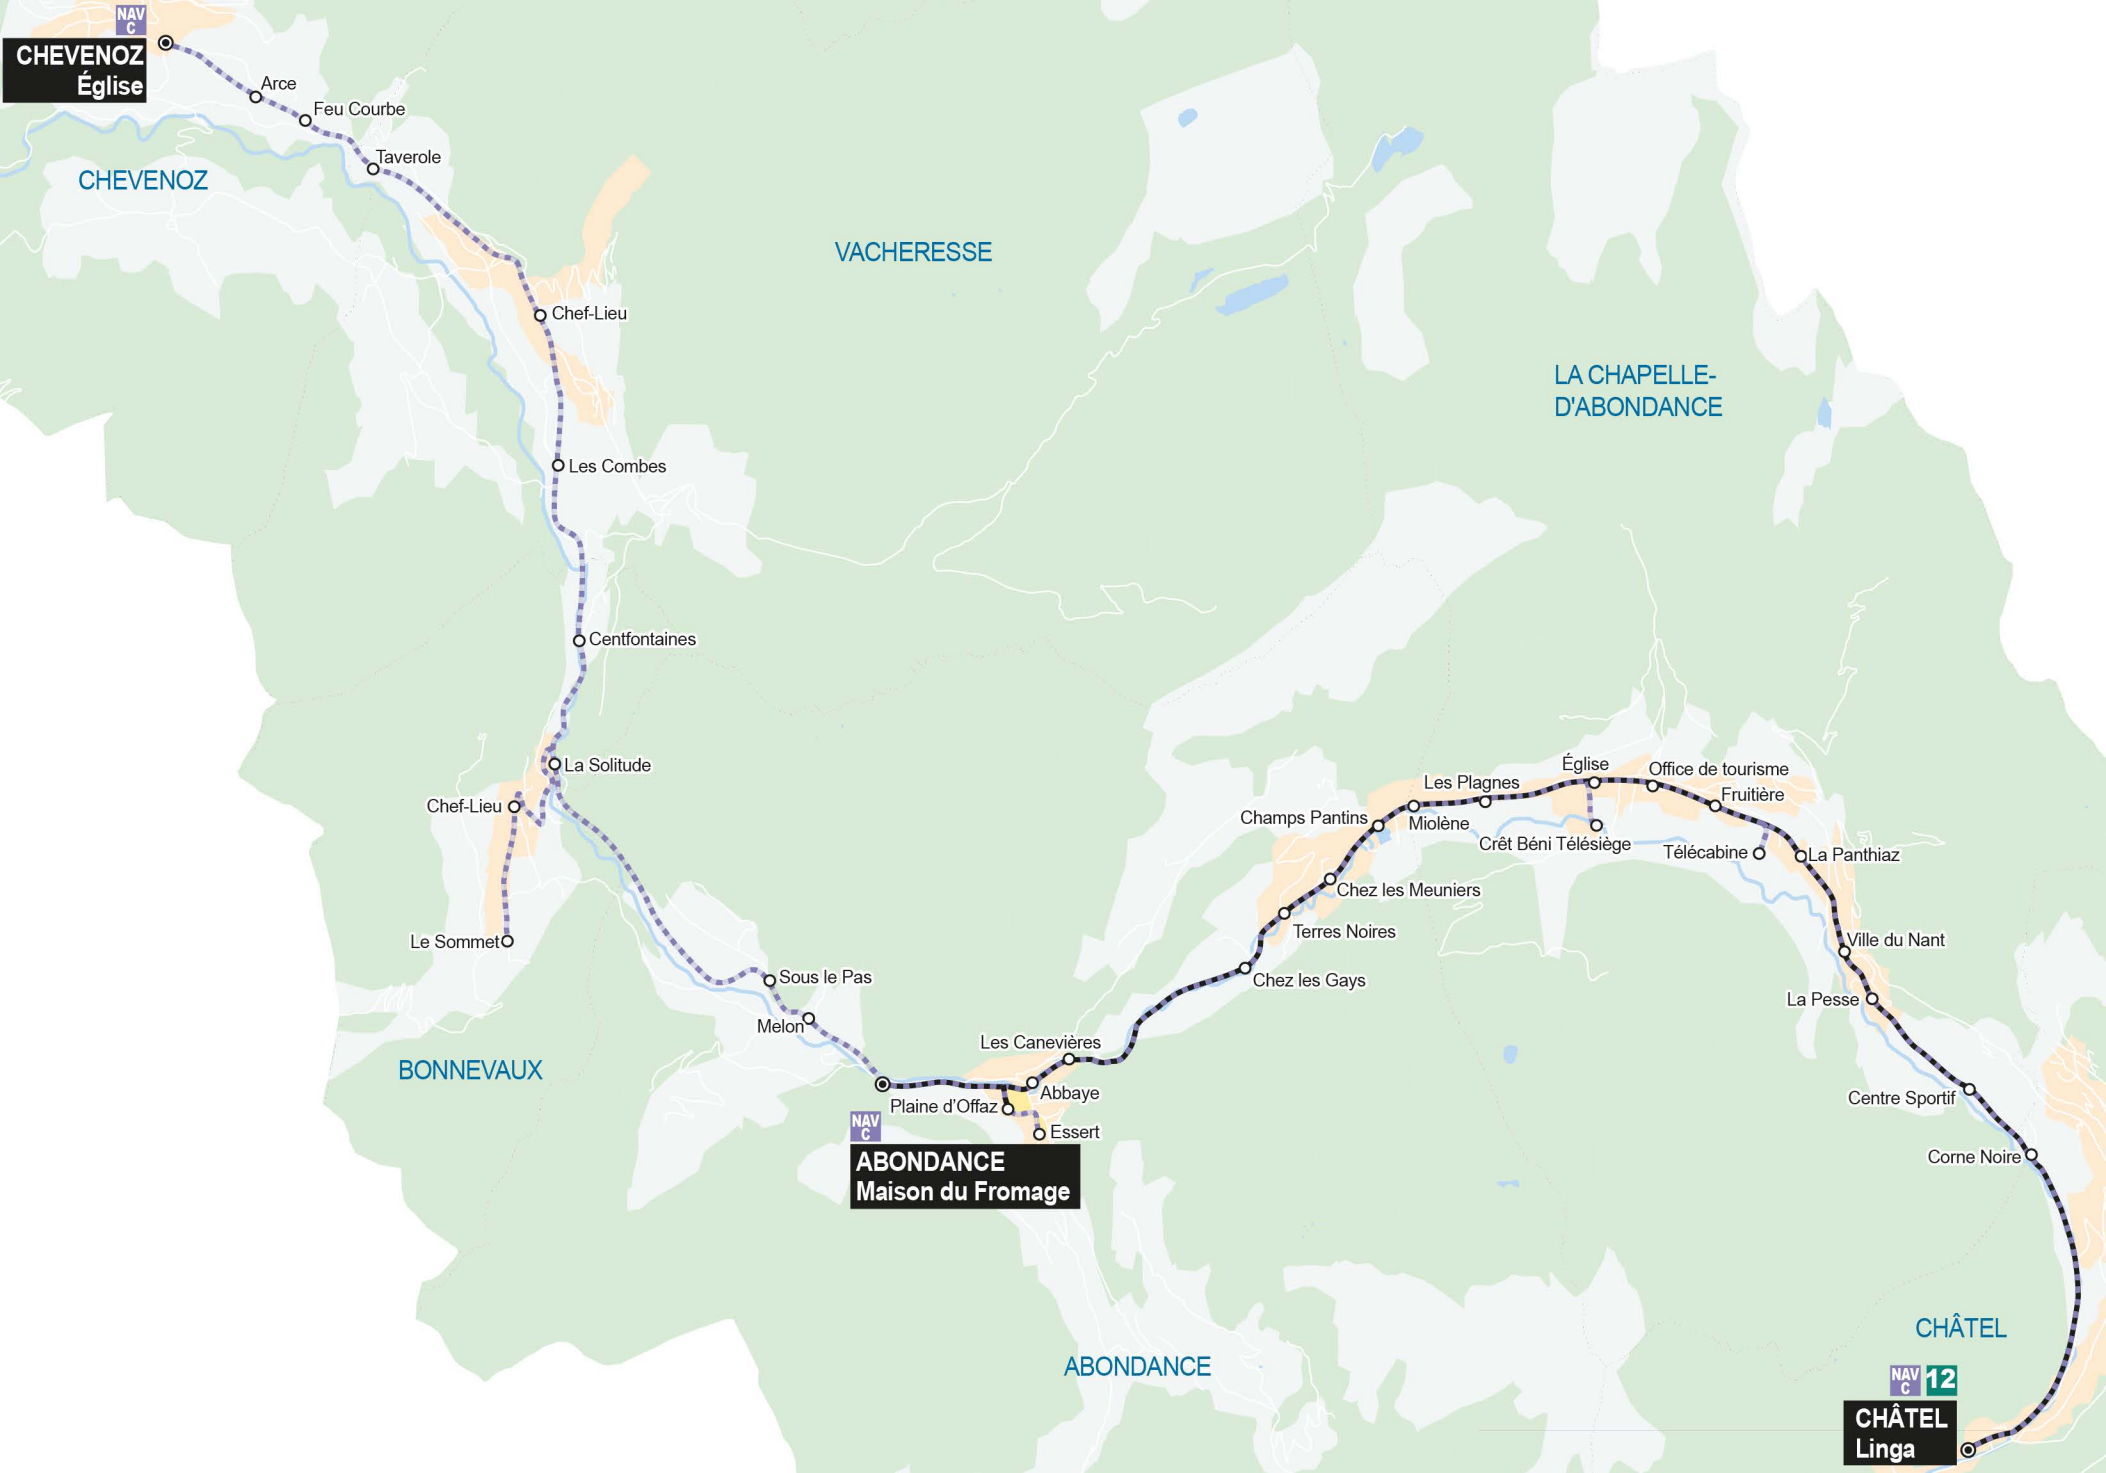 NAV
C
CHEVENOZ
Église
Arce
Feu Courbe
Taverole
CHEVENOZ
VACHERESSE
Chef-Lieu
LA CHAPELLE-
D'ABONDANCE
Les Combes
Centfontaines
La Solitude
Chef-Lieu
Le Sommet
Sous le Pas
Melon
BONNEVAUX
Église
Office de tourisme
Les Plagnes
Fruitière
Champs Pantins
Miolène
Crêt Béni Télésiège
Télécabine
La Panthiaz
Chez les Meuniers
Terres Noires
Ville du Nant
Chez les Gays
La Pesse
Les Canevières
Abbaye
Plaine d'Offaz
Essert
Centre Sportif
Corne Noire
NAV
C
ABONDANCE
Maison du Fromage
CHÂTEL
ABONDANCE
NAV
C
12
CHÂTEL
Linga